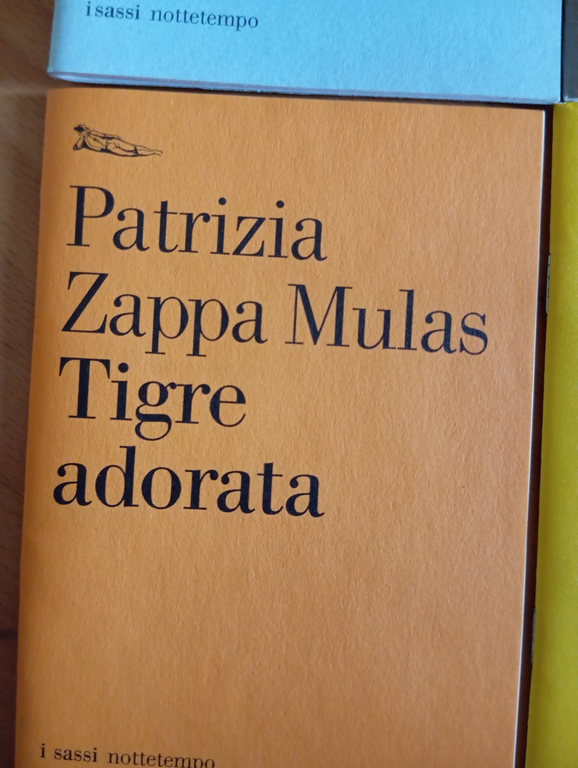 i sassi nottetempo
Patrizia
Zappa Mulas
Tigre
adorata
i sassi nottetempo